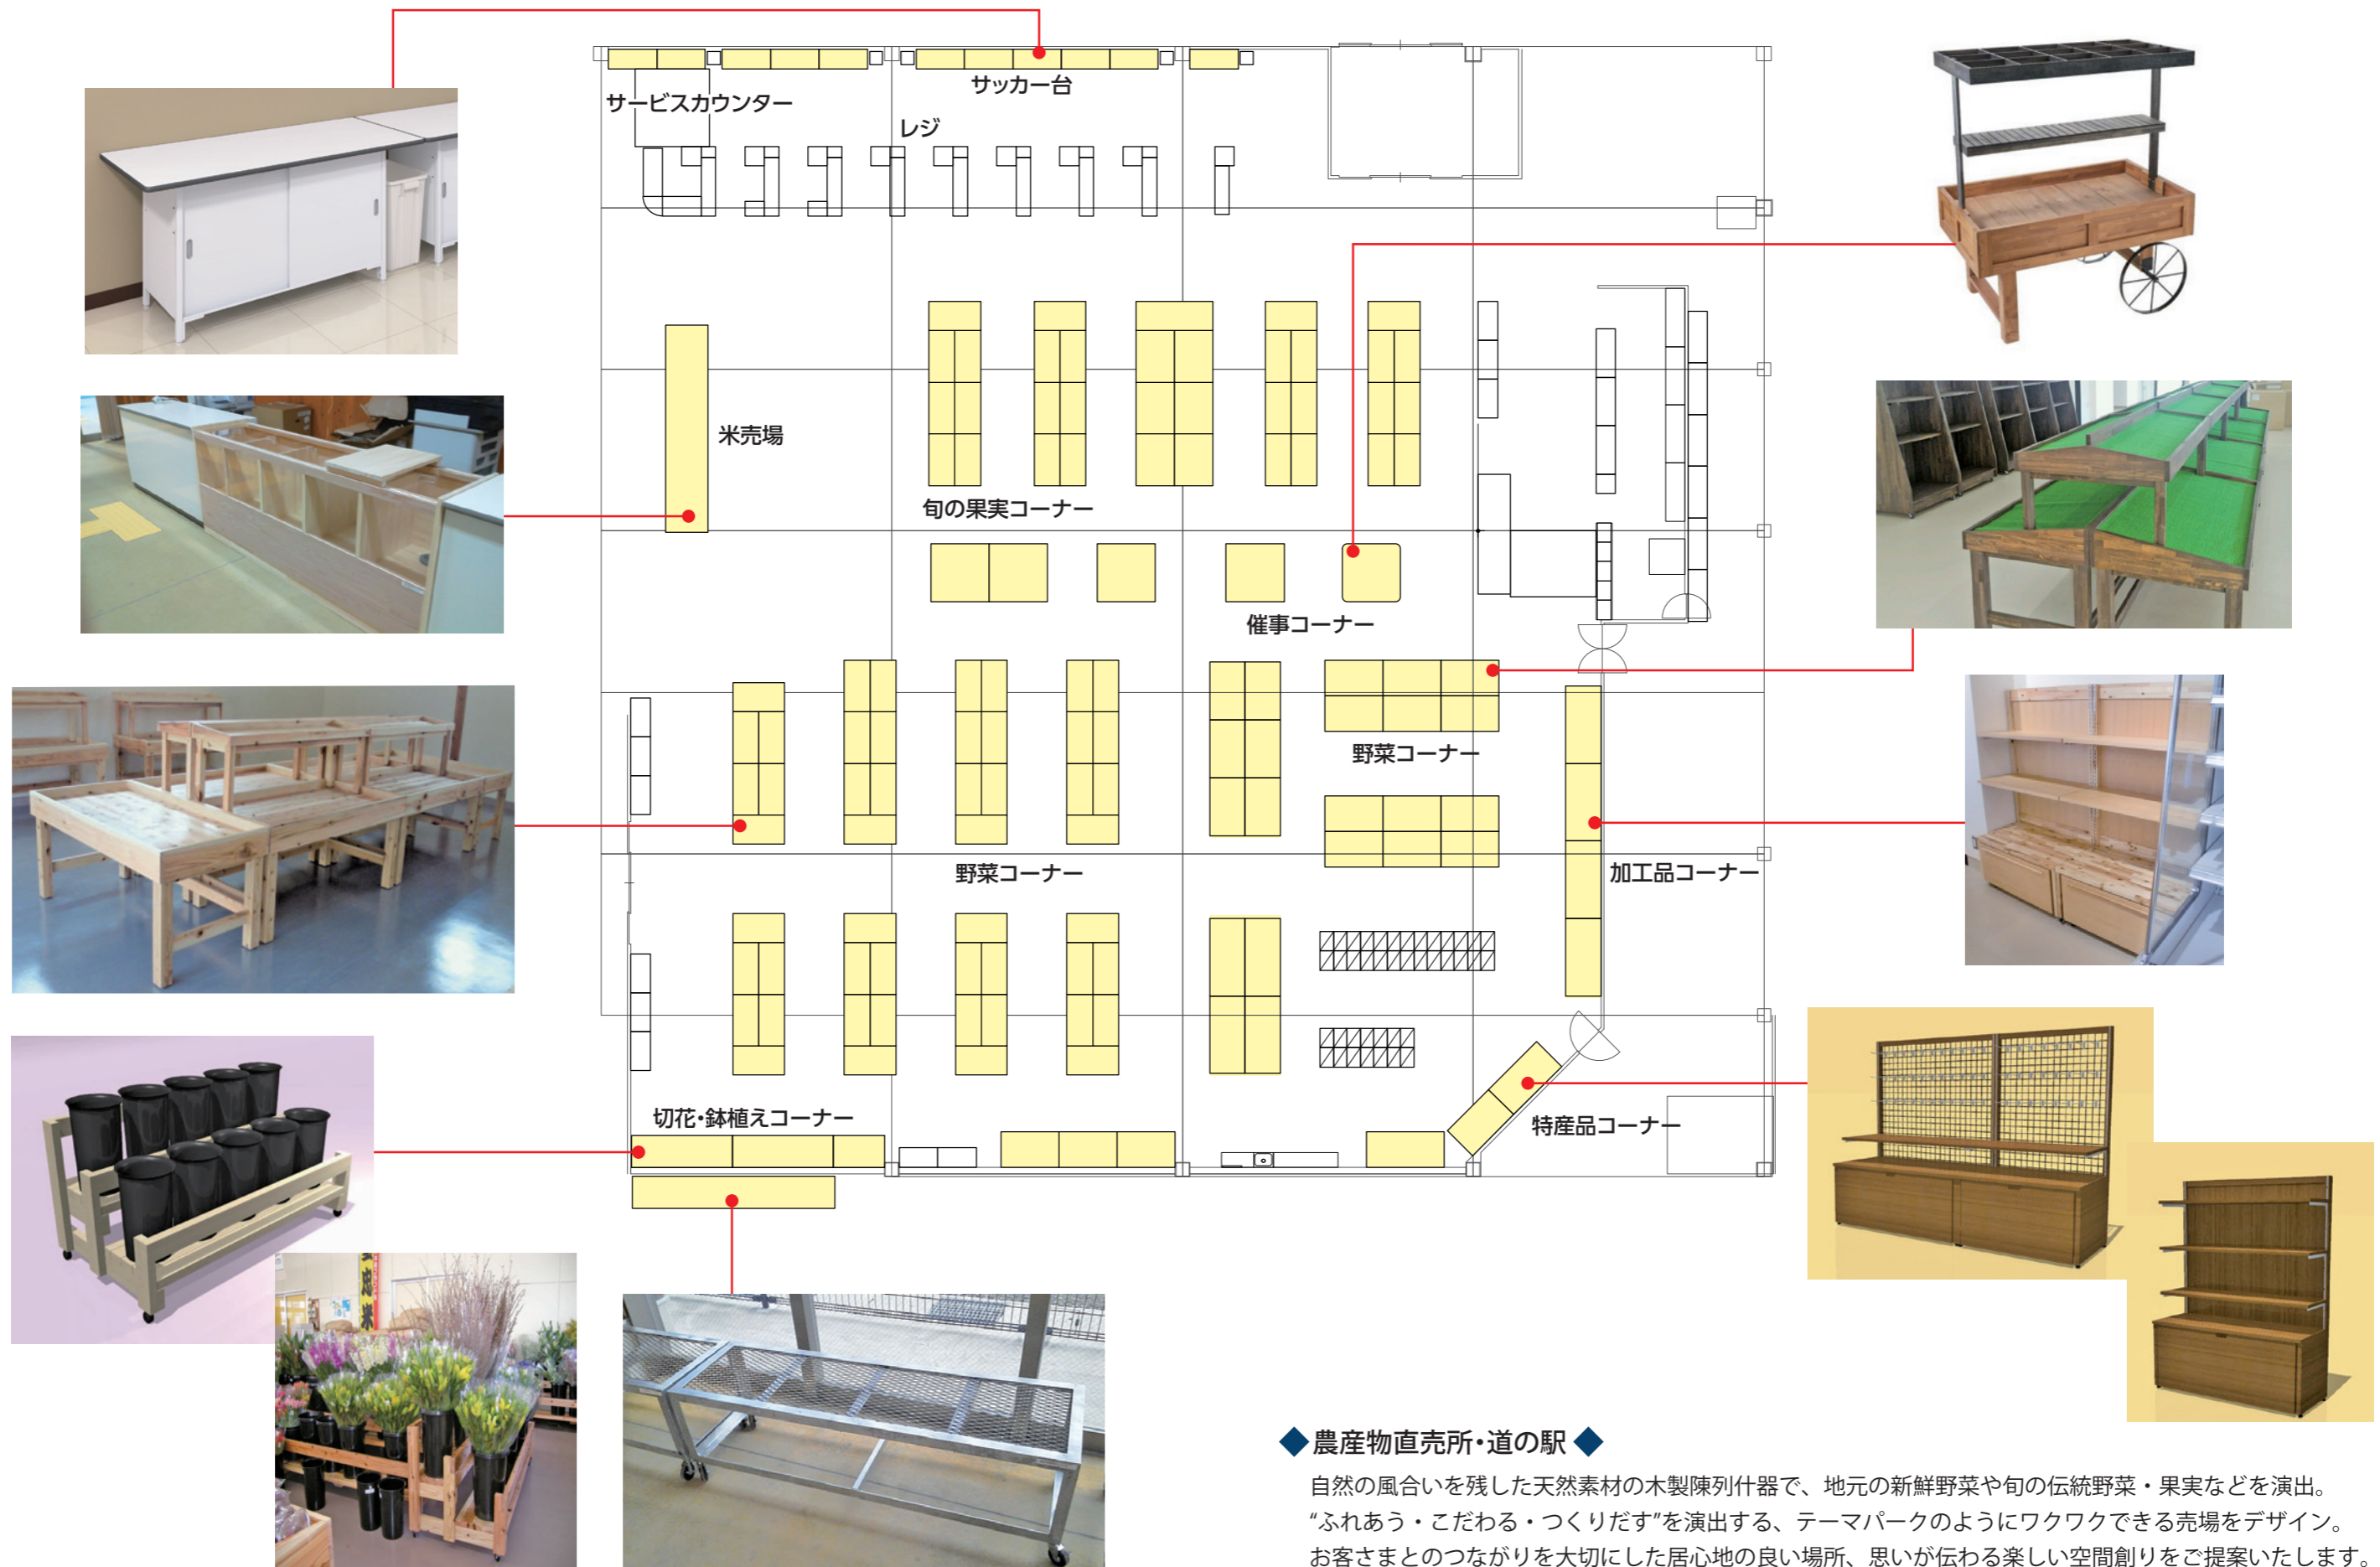 サッカー台
サービスカウンター
レジ
米売場
旬の果実コーナー
催事コーナー
野菜コーナー
野菜コーナー
加工品コーナー
切花・鉢植えコーナー
特産品コーナー
◆農産物直売所・道の駅◆
自然の風合いを残した天然素材の木製陳列什器で、地元の新鮮野菜や旬の伝統野菜・果実などを演出。
“ふれあう・こだわる・つくりだす”を演出する、テーマパークのようにワクワクできる売場をデザイン。
お客さまとのつながりを大切にした居心地の良い場所、思いが伝わる楽しい空間創りをご提案いたします。